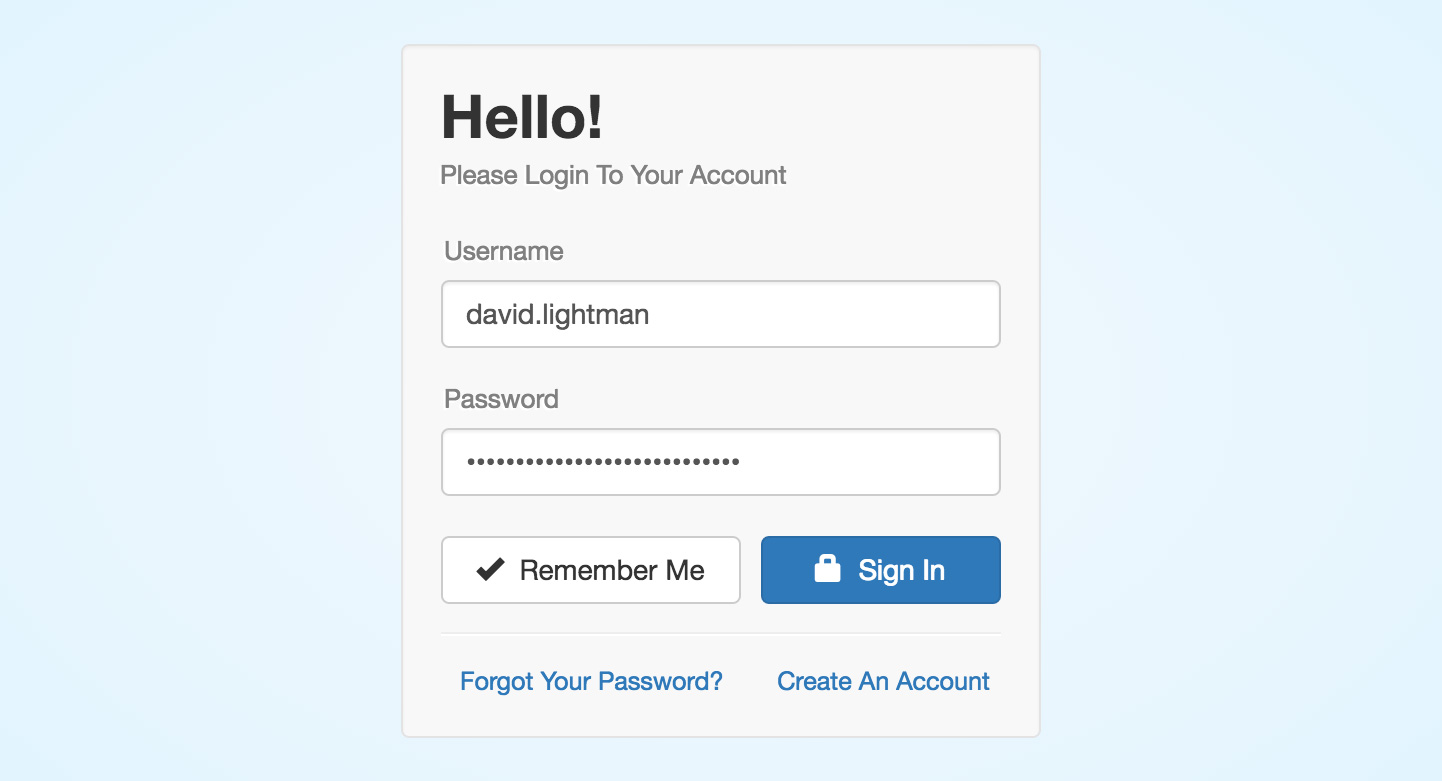 Hello!
Please Login To Your Account
Username
david.lightman
Password
••••••••••••••••••••••••••••
Remember Me
Sign In
Forgot Your Password?
Create An Account